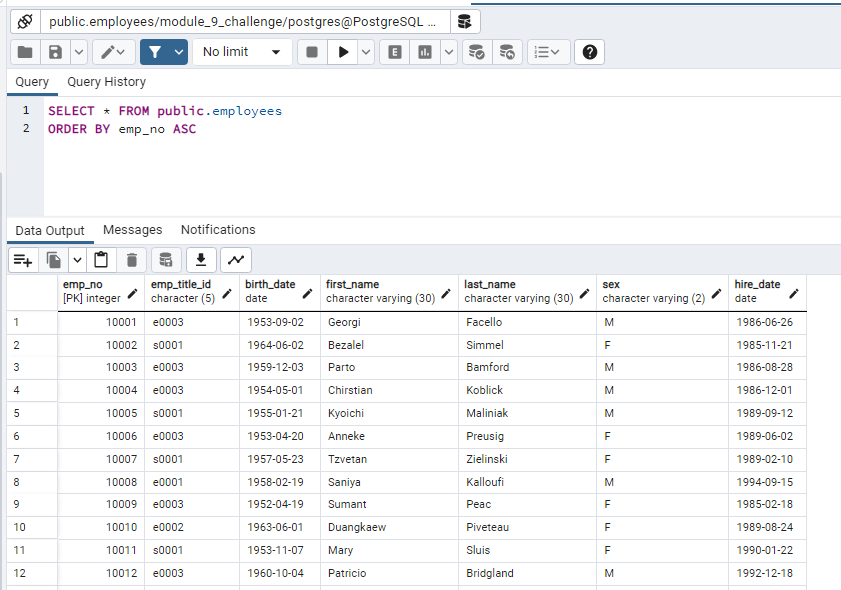 public.employees/module_9_challenge/postgres@PostgreSQL ...
No limit
E
Query Query History
1 SELECT * FROM public.employees
2 ORDER BY emp_no ASC
Data Output Messages Notifications
emp_no emp_title_id birth_date first_name last_name sex hire_date
[PK] integer character (5) date character varying (30) character varying (30) character varying (2) date
1 10001 e0003 1953-09-02 Georgi Facello M 1986-06-26
2 10002 s0001 1964-06-02 Bezalel Simmel F 1985-11-21
3 10003 e0003 1959-12-03 Parto Bamford M 1986-08-28
4 10004 e0003 1954-05-01 Chirstian Koblick M 1986-12-01
5 10005 s0001 1955-01-21 Kyoichi Maliniak M 1989-09-12
6 10006 e0003 1953-04-20 Anneke Preusig F 1989-06-02
7 10007 s0001 1957-05-23 Tzvetan Zielinski F 1989-02-10
8 10008 e0001 1958-02-19 Saniya Kalloufi M 1994-09-15
9 10009 e0003 1952-04-19 Sumant Peac F 1985-02-18
10 10010 e0002 1963-06-01 Duangkaew Piveteau F 1989-08-24
11 10011 s0001 1953-11-07 Mary Sluis F 1990-01-22
12 10012 e0003 1960-10-04 Patricio Bridgland M 1992-12-18